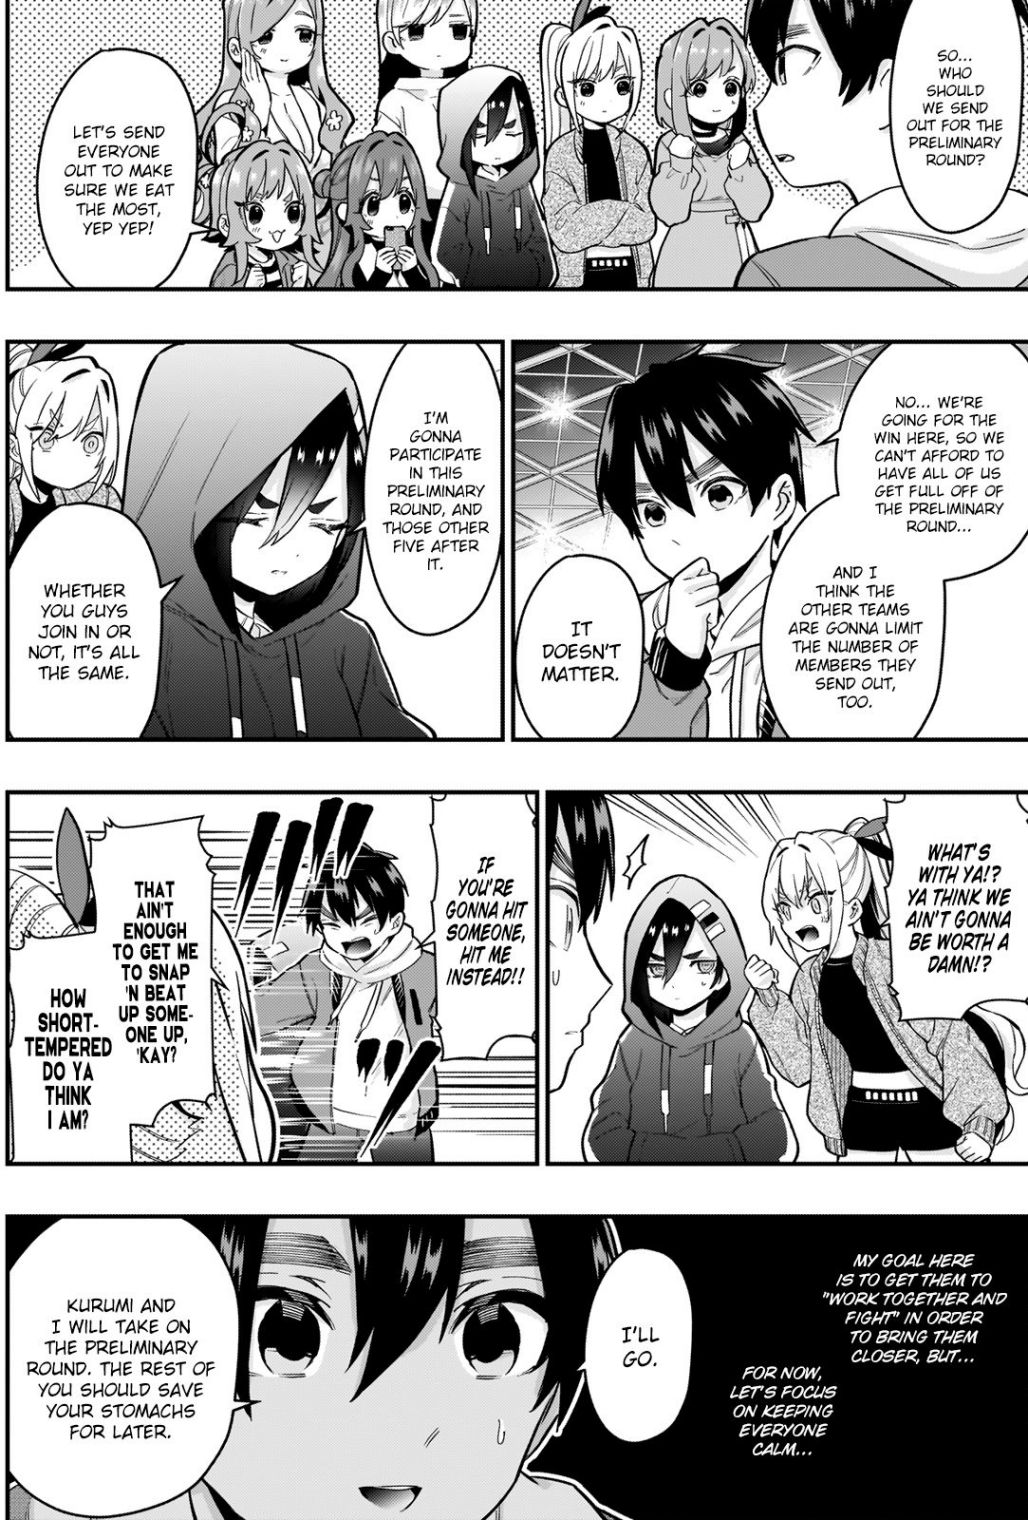 SO...
WHO
SHOULD
WE SEND
OUT FOR THE
PRELIMINARY
ROUND?
LET'S SEND
EVERYONE
OUT TO MAKE
SURE WE EAT
THE MOST,
YEP YEP!
NO... WE'RE
GOING FOR THE
WIN HERE, SO WE
CAN'T AFFORD TO
HAVE ALL OF US
GET FULL OFF OF
THE PRELIMINARY
ROUND...
AND I
THINK THE
OTHER TEAMS
ARE GONNA LIMIT
THE NUMBER OF
MEMBERS THEY
SEND OUT,
TOO.
IT
DOESN'T
MATTER.
I'M
GONNA
PARTICIPATE
IN THIS
PRELIMINARY
ROUND, AND
THOSE OTHER
FIVE AFTER
IT.
WHETHER
YOU GUYS
JOIN IN OR
NOT, IT'S ALL
THE SAME.
WHAT'S
WITH YA!?
YA THINK WE
AIN'T GONNA
BE WORTH A
DAMN!?
IF
YOU'RE
GONNA HIT
SOMEONE,
HIT ME
INSTEAD!!
THAT
AIN'T
ENOUGH
TO GET ME
TO SNAP
'N BEAT
UP SOME-
ONE UP,
'KAY?
HOW
SHORT-
TEMPERED
DO YA
THINK
I AM?
MY GOAL HERE
IS TO GET THEM TO
"WORK TOGETHER AND
FIGHT" IN ORDER
TO BRING THEM
CLOSER, BUT...
FOR NOW,
LET'S FOCUS
ON KEEPING
EVERYONE
CALM...
I'LL
GO.
KURUMI AND
I WILL TAKE ON
THE PRELIMINARY
ROUND. THE REST OF
YOU SHOULD SAVE
YOUR STOMACHS
FOR LATER.